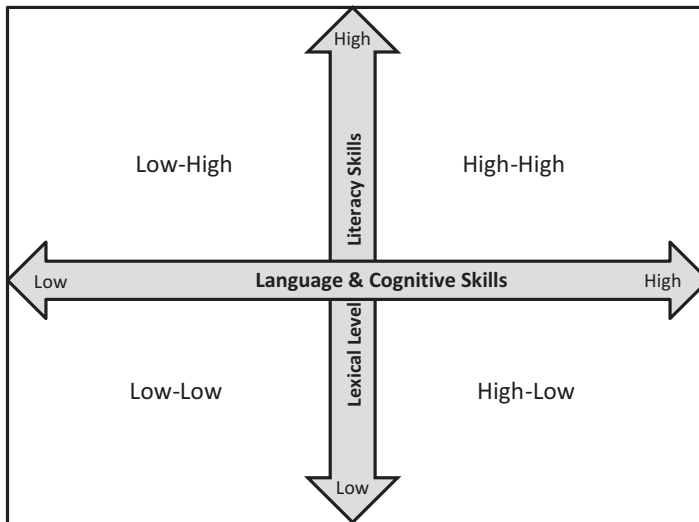 High
Low-High
High-High
Lexical Level Literacy Skills
Low
Language & Cognitive Skills
High
Low-Low
High-Low
Low